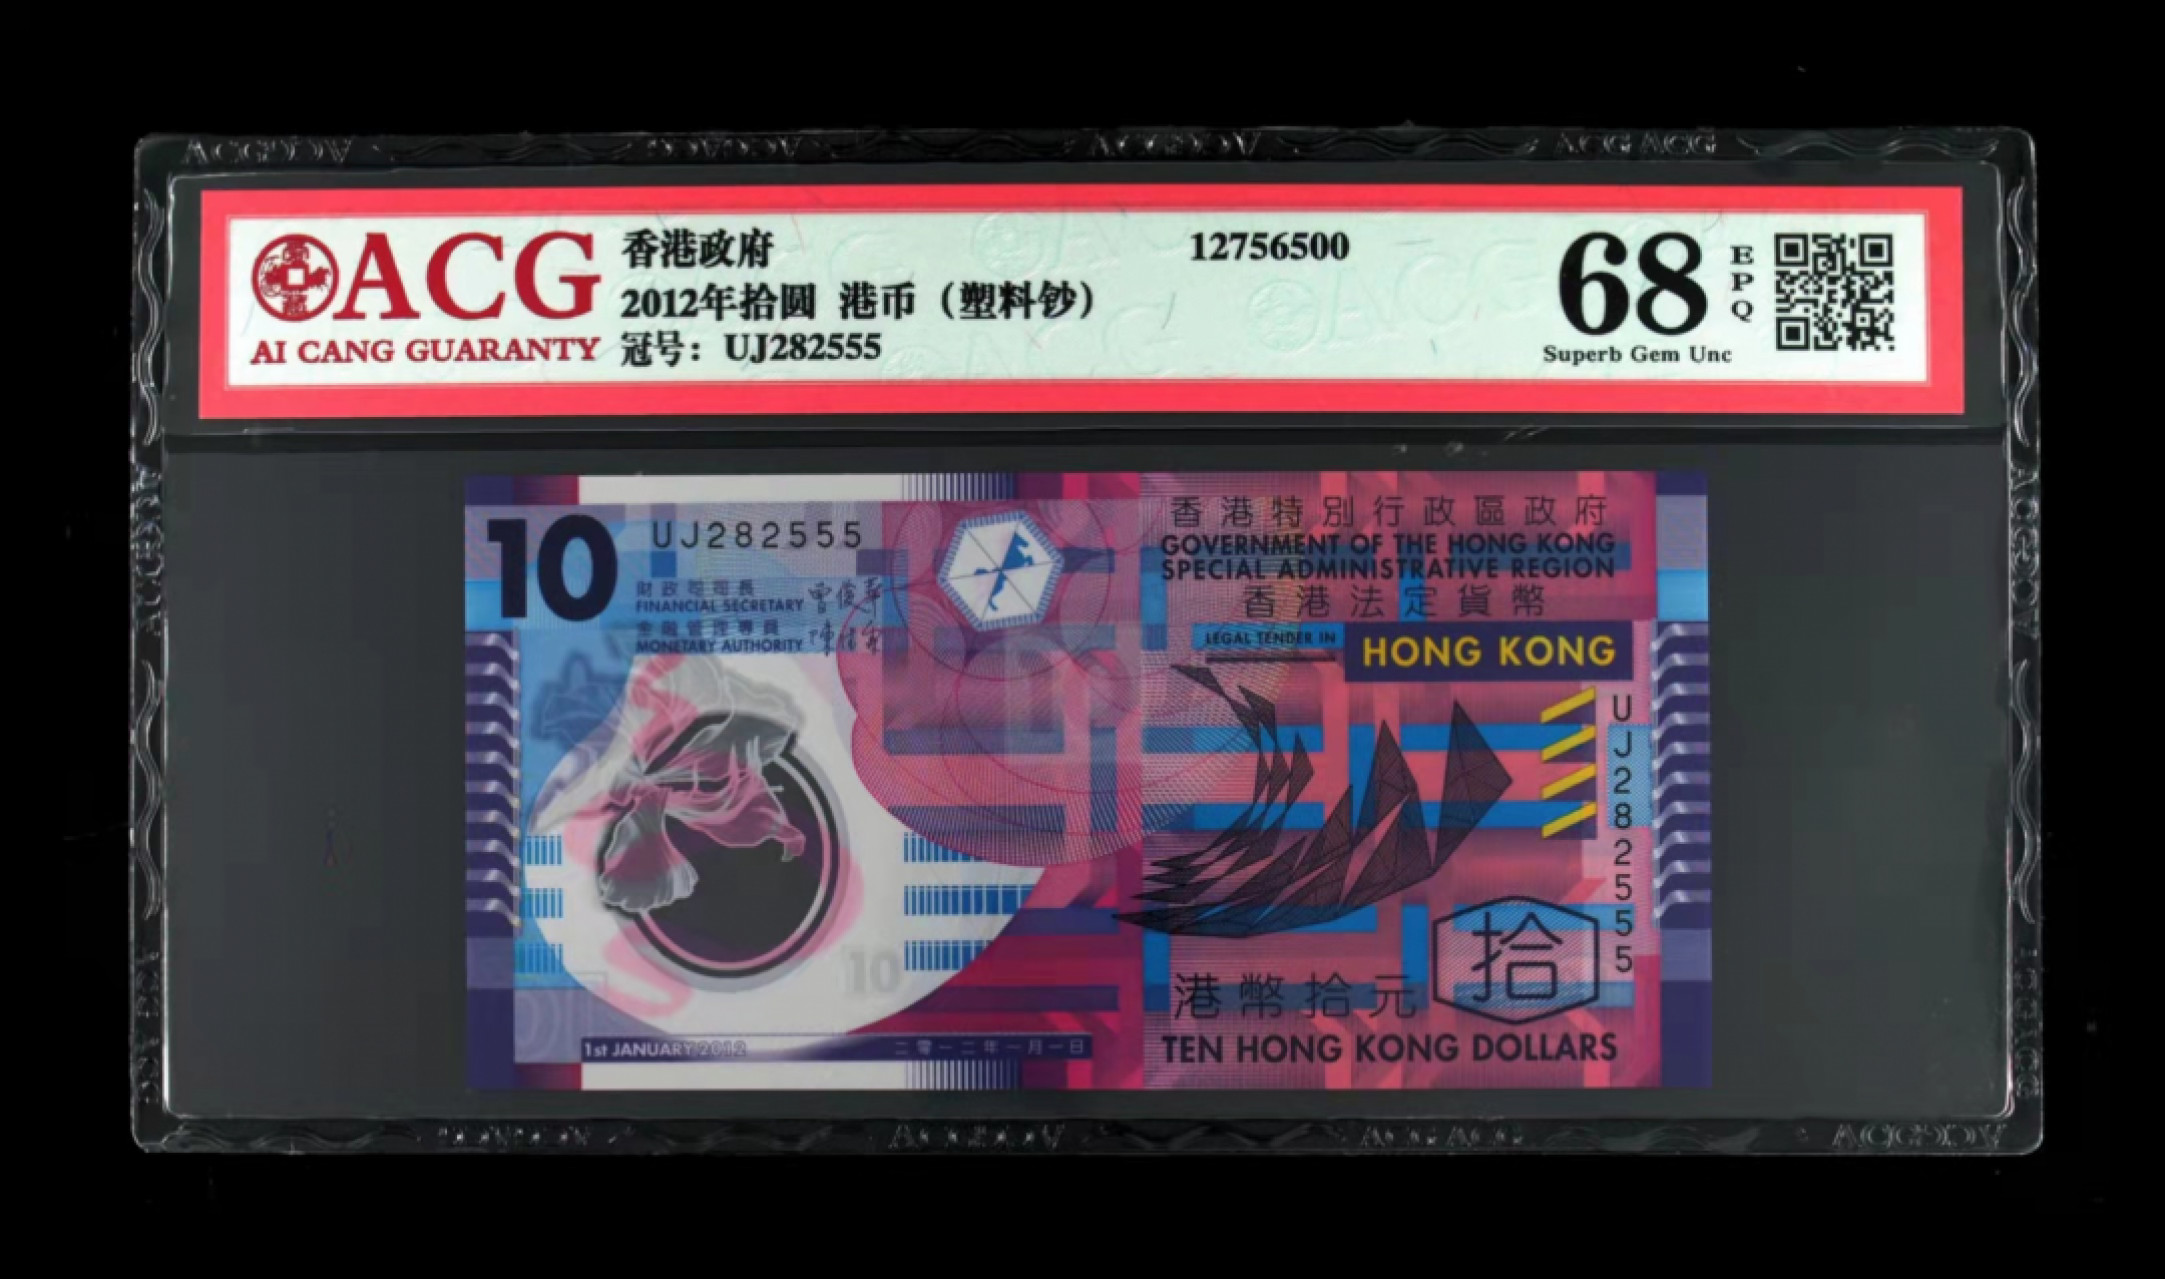 ACG
AI CANG GUARANTY
香港政府
2012年拾圆 港币（塑料钞）
冠号：UJ282555
12756500
68
EPQ
Superb Gem Unc
10
UJ282555
財政司司長
FINANCIAL SECRETARY
金融管理專員
MONETARY AUTHORITY
香港特別行政區政府
GOVERNMENT OF THE HONG KONG
SPECIAL ADMINISTRATIVE REGION
香港法定貨幣
LEGAL TENDER IN
HONG KONG
UJ282555
10
拾
港幣拾元
TEN HONG KONG DOLLARS
1st JANUARY 2012
二零一二年一月一日